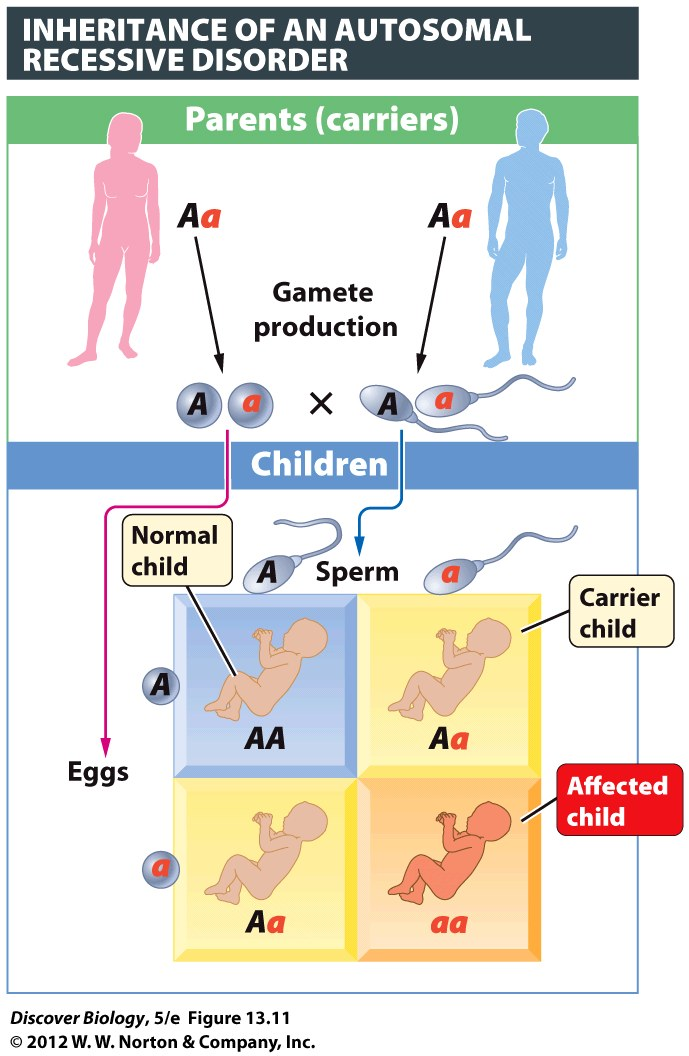 INHERITANCE OF AN AUTOSOMAL
RECESSIVE DISORDER
Parents (carriers)
Aa
Aa
Gamete
production
A
a
×
A
a
Children
Normal
child
A
Sperm
a
Carrier
child
A
AA
Aa
Eggs
Affected
child
a
Aa
aa
Discover Biology, 5/e Figure 13.11
© 2012 W. W. Norton & Company, Inc.